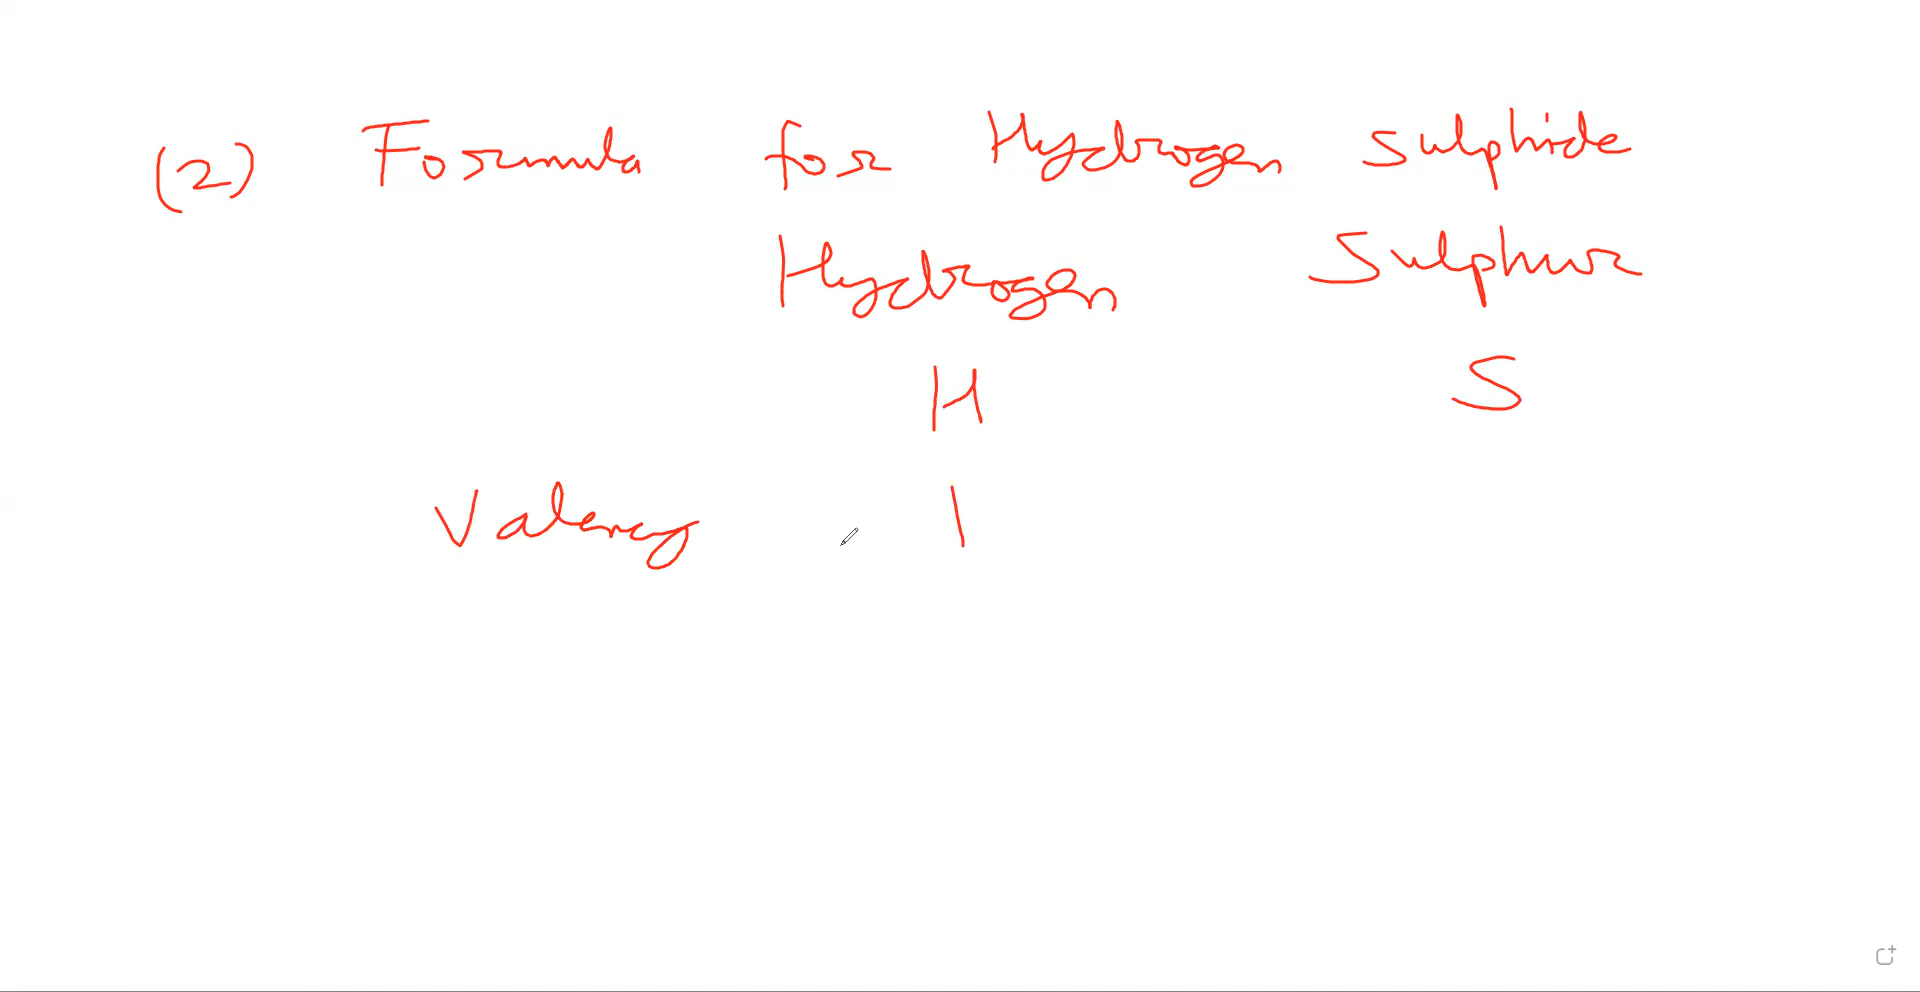 (2) Formula for Hydrogen Sulphide
Hydrogen Sulphur
H S
Valency 1